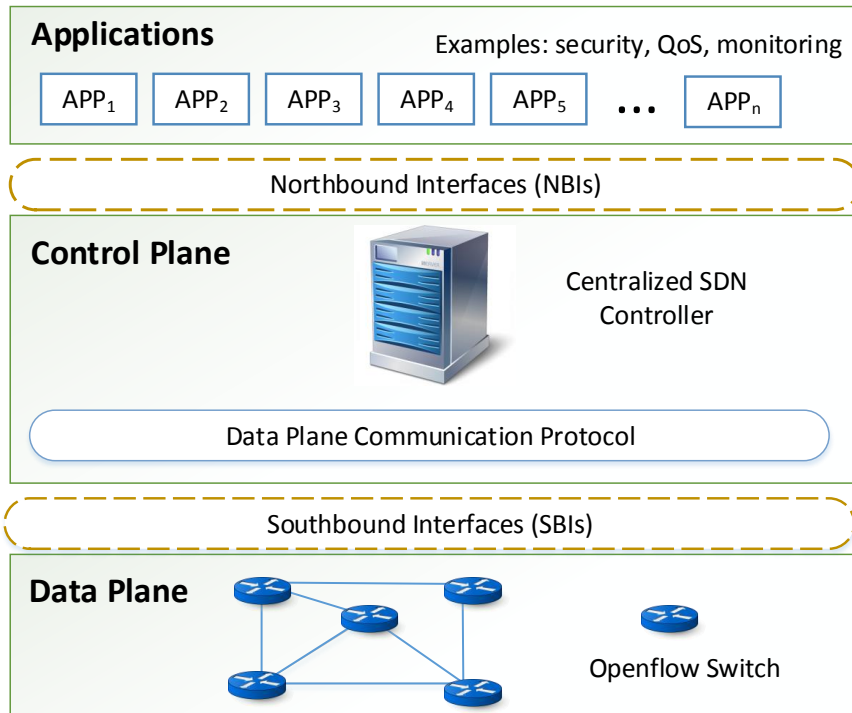 Applications
Examples: security, QoS, monitoring
APP₁ APP₂ APP₃ APP₄ APP₅ ... APPₙ
Northbound Interfaces (NBIs)
Control Plane
Centralized SDN
Controller
Data Plane Communication Protocol
Southbound Interfaces (SBIs)
Data Plane
Openflow Switch